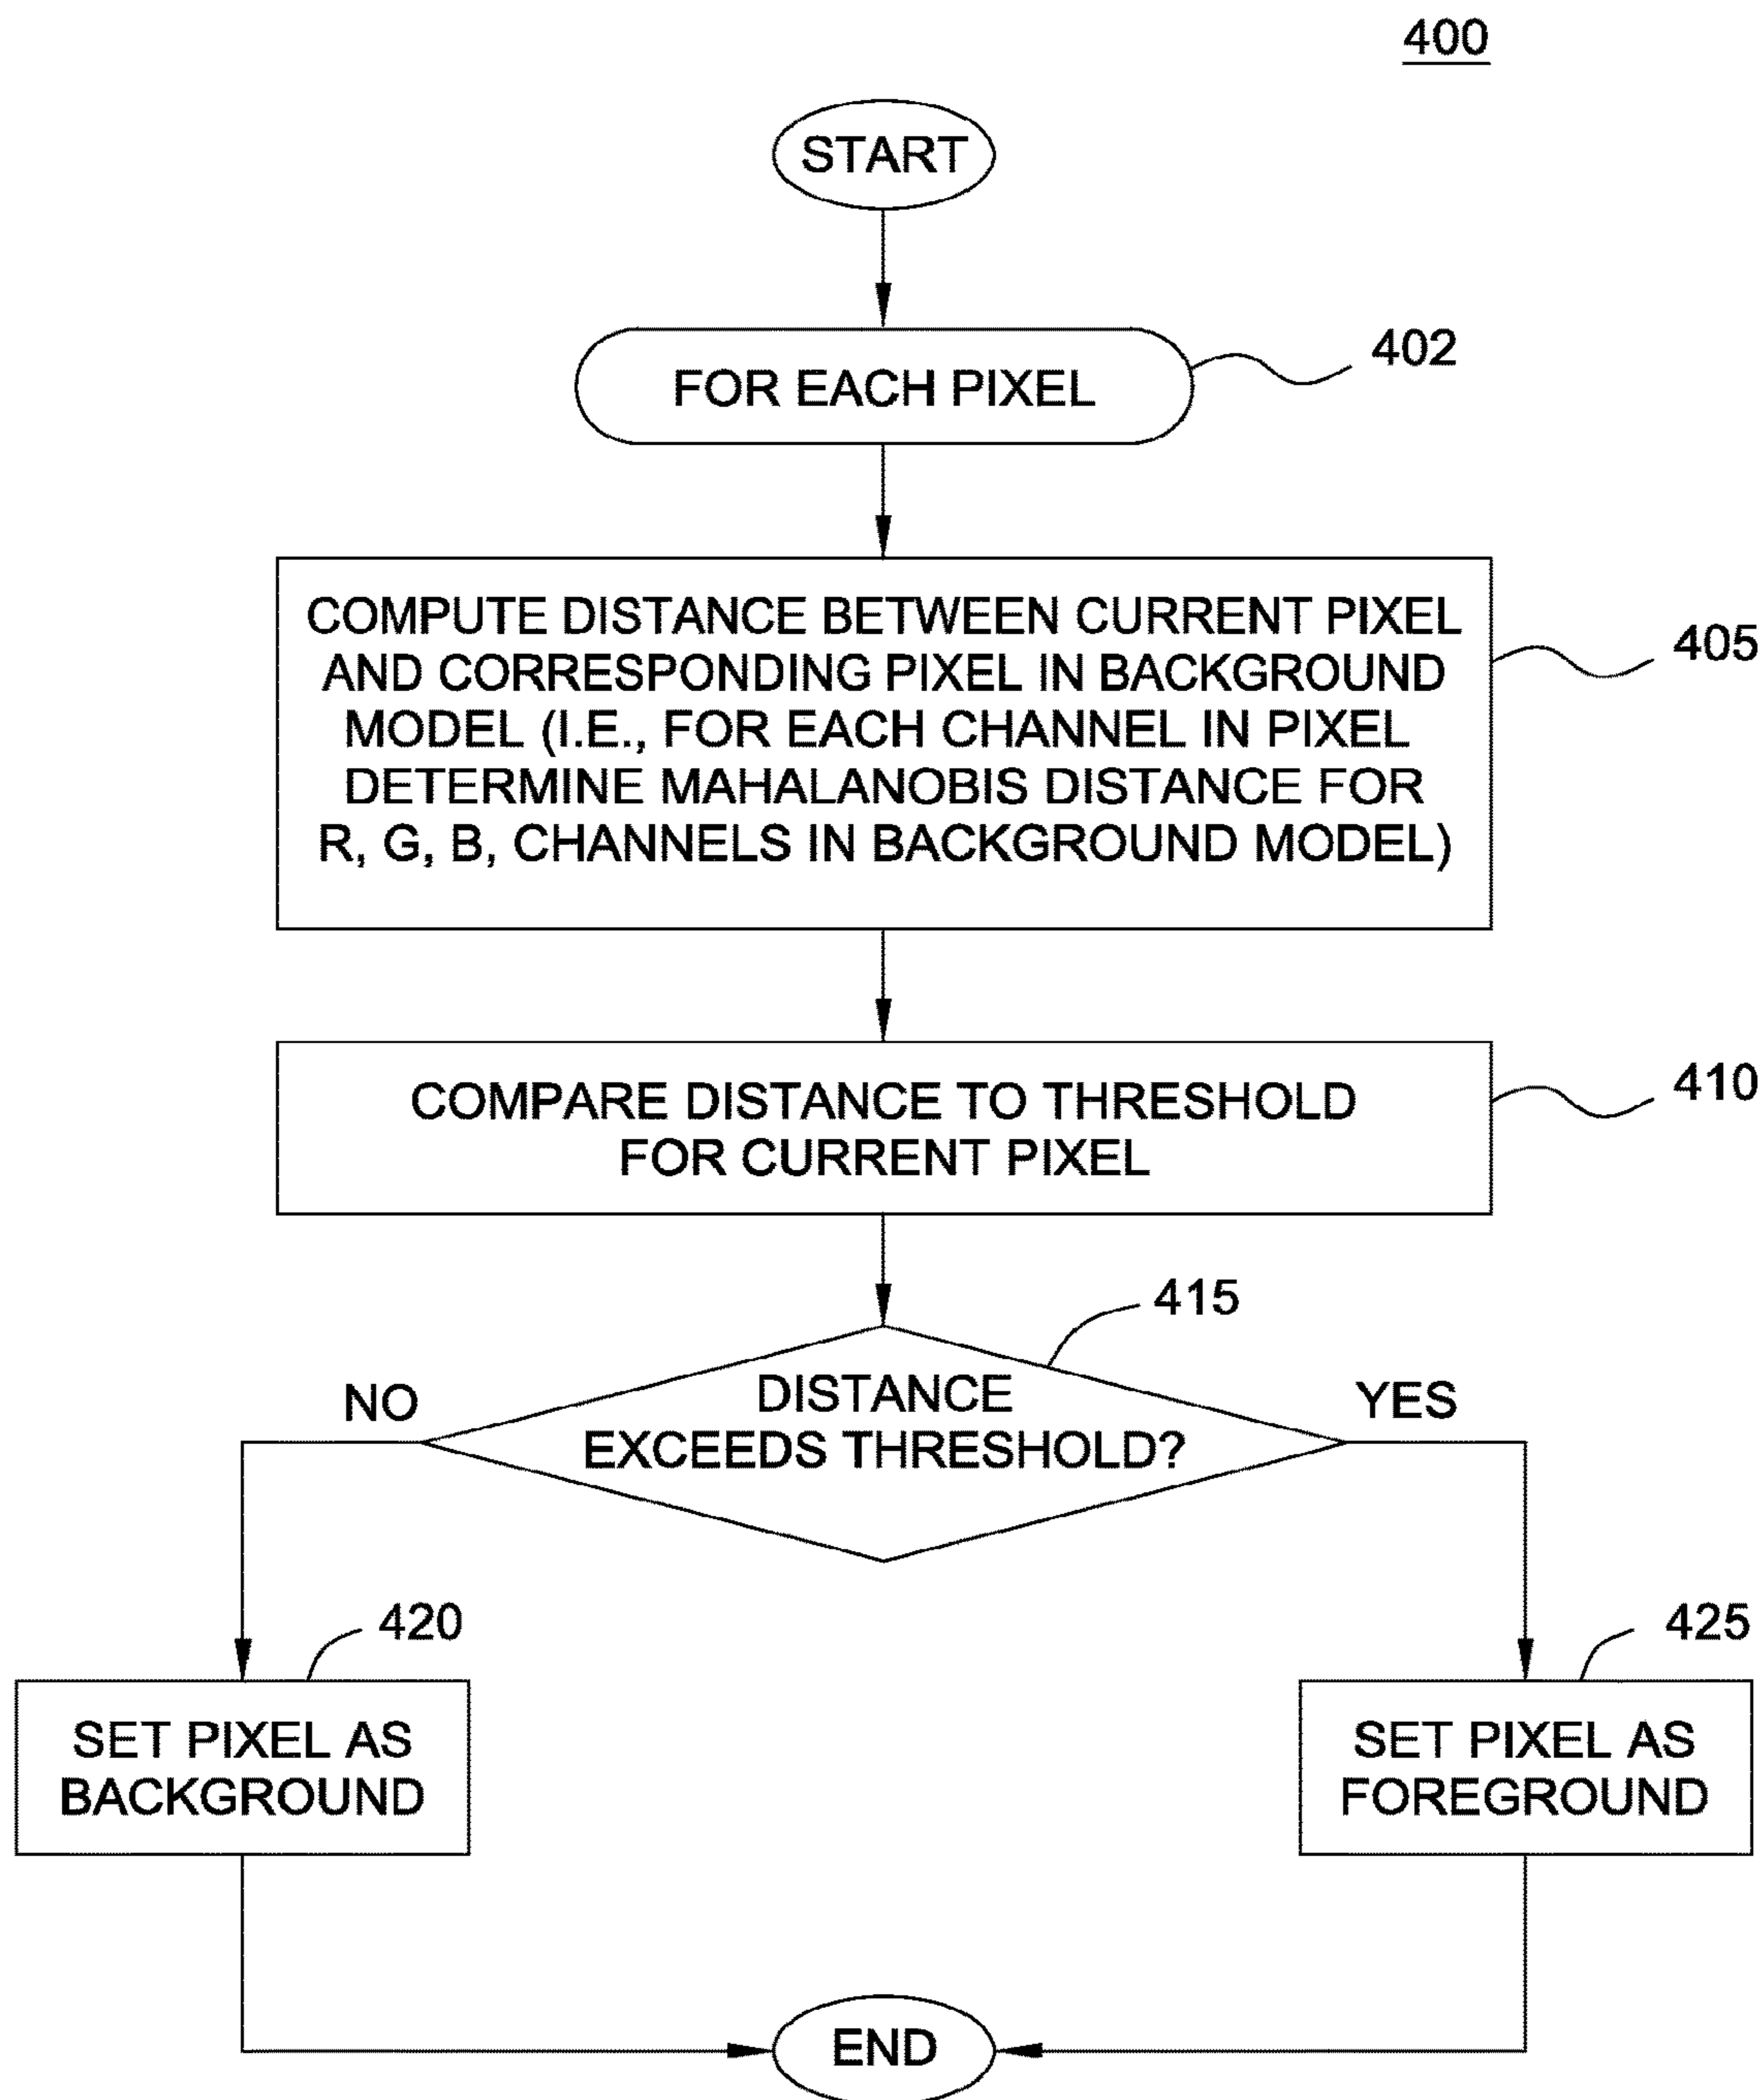 400
START
FOR EACH PIXEL
402
COMPUTE DISTANCE BETWEEN CURRENT PIXEL
AND CORRESPONDING PIXEL IN BACKGROUND
MODEL (I.E., FOR EACH CHANNEL IN PIXEL
DETERMINE MAHALANOBIS DISTANCE FOR
R, G, B, CHANNELS IN BACKGROUND MODEL)
405
COMPARE DISTANCE TO THRESHOLD
FOR CURRENT PIXEL
410
415
DISTANCE
EXCEEDS THRESHOLD?
NO
YES
420
SET PIXEL AS
BACKGROUND
425
SET PIXEL AS
FOREGROUND
END